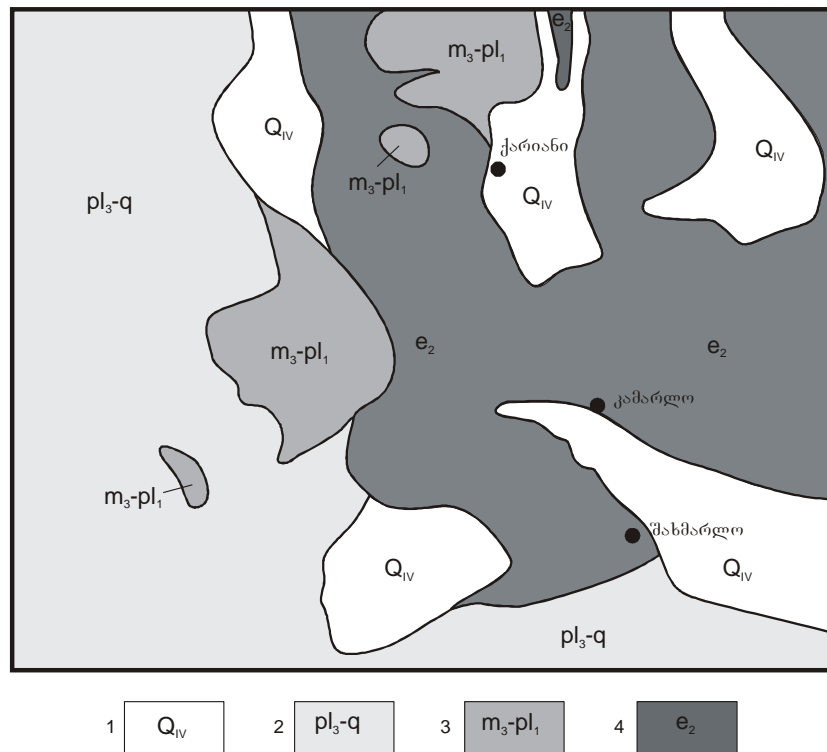 e₂
m₃-pl₁
Q_IV
ქარიანი
Q_IV
m₃-pl₁
Q_IV
pl₃-q
e₂
e₂
m₃-pl₁
კამარლო
m₃-pl₁
შახმარლო
Q_IV
Q_IV
pl₃-q
1 Q_IV 2 pl₃-q 3 m₃-pl₁ 4 e₂